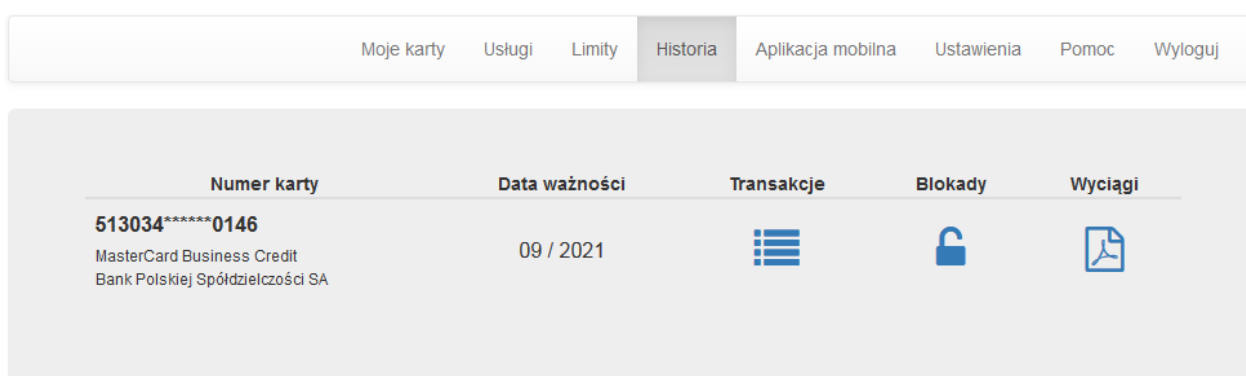 Moje karty Usługi Limity Historia Aplikacja mobilna Ustawienia Pomoc Wyloguj
Numer karty Data ważności Transakcje Blokady Wyciągi
513034******0146
MasterCard Business Credit
Bank Polskiej Spółdzielczości SA
09 / 2021